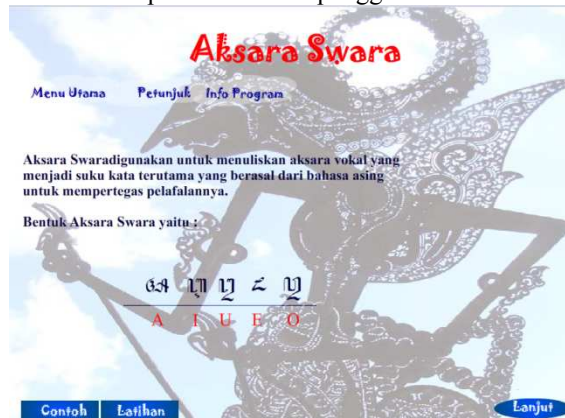 Aksara Swara
Menu Utama Petunjuk Info Program
Aksara Swaradigunakan untuk menuliskan aksara vokal yang
menjadi suku kata terutama yang berasal dari bahasa asing
untuk mempertegas pelafalannya.
Bentuk Aksara Swara yaitu :
ꦄ ꦆ ꦈ ꦌ ꦎ
A I U E O
Contoh Latihan Lanjut